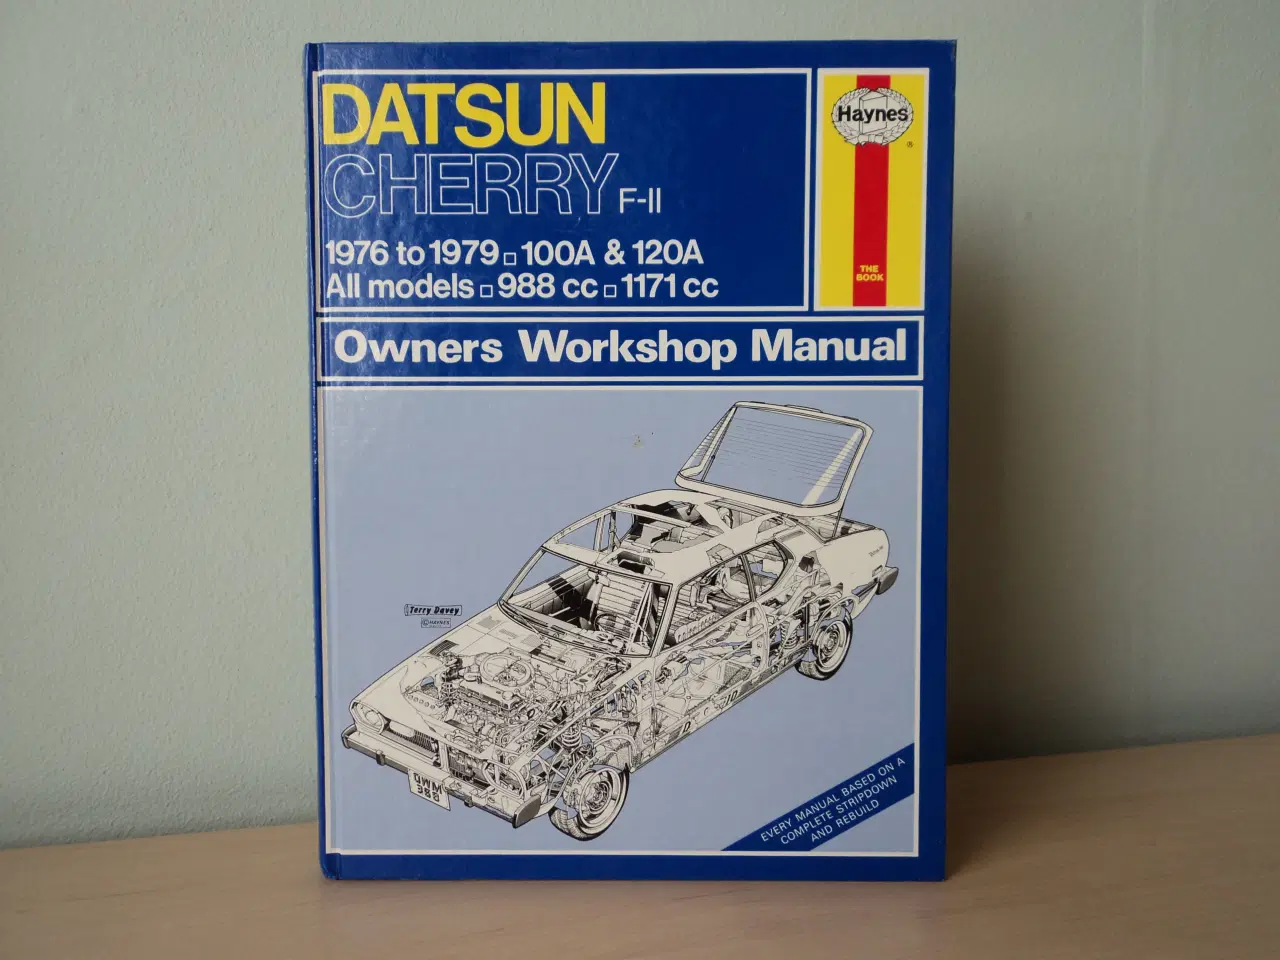 DATSUN
CHERRY F-II
1976 to 1979 □ 100A & 120A
All models □ 988 cc □ 1171 cc
Haynes
®
THE
BOOK
Owners Workshop Manual
Terry Davey
© HAYNES
EVERY MANUAL BASED ON A
COMPLETE STRIPDOWN
AND REBUILD